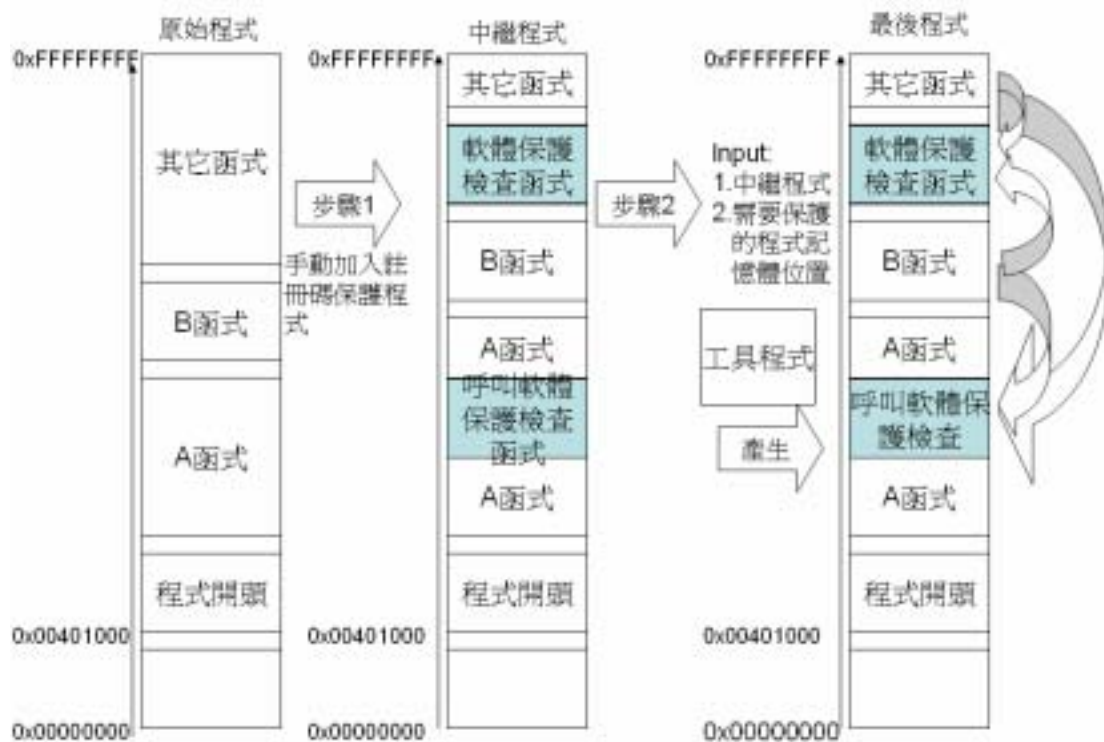 原始程式
0xFFFFFFFF
其它函式
B函式
A函式
程式開頭
0x00401000
0x00000000
步驟1
手動加入註
冊碼保護程
式
中繼程式
0xFFFFFFFF
其它函式
軟體保護
檢查函式
B函式
A函式
呼叫軟體
保護檢查
函式
A函式
程式開頭
0x00401000
0x00000000
步驟2
Input:
1.中繼程式
2.需要保護
的程式記
憶體位置
工具程式
產生
最後程式
0xFFFFFFFF
其它函式
軟體保護
檢查函式
B函式
A函式
呼叫軟體保
護檢查
A函式
程式開頭
0x00401000
0x00000000